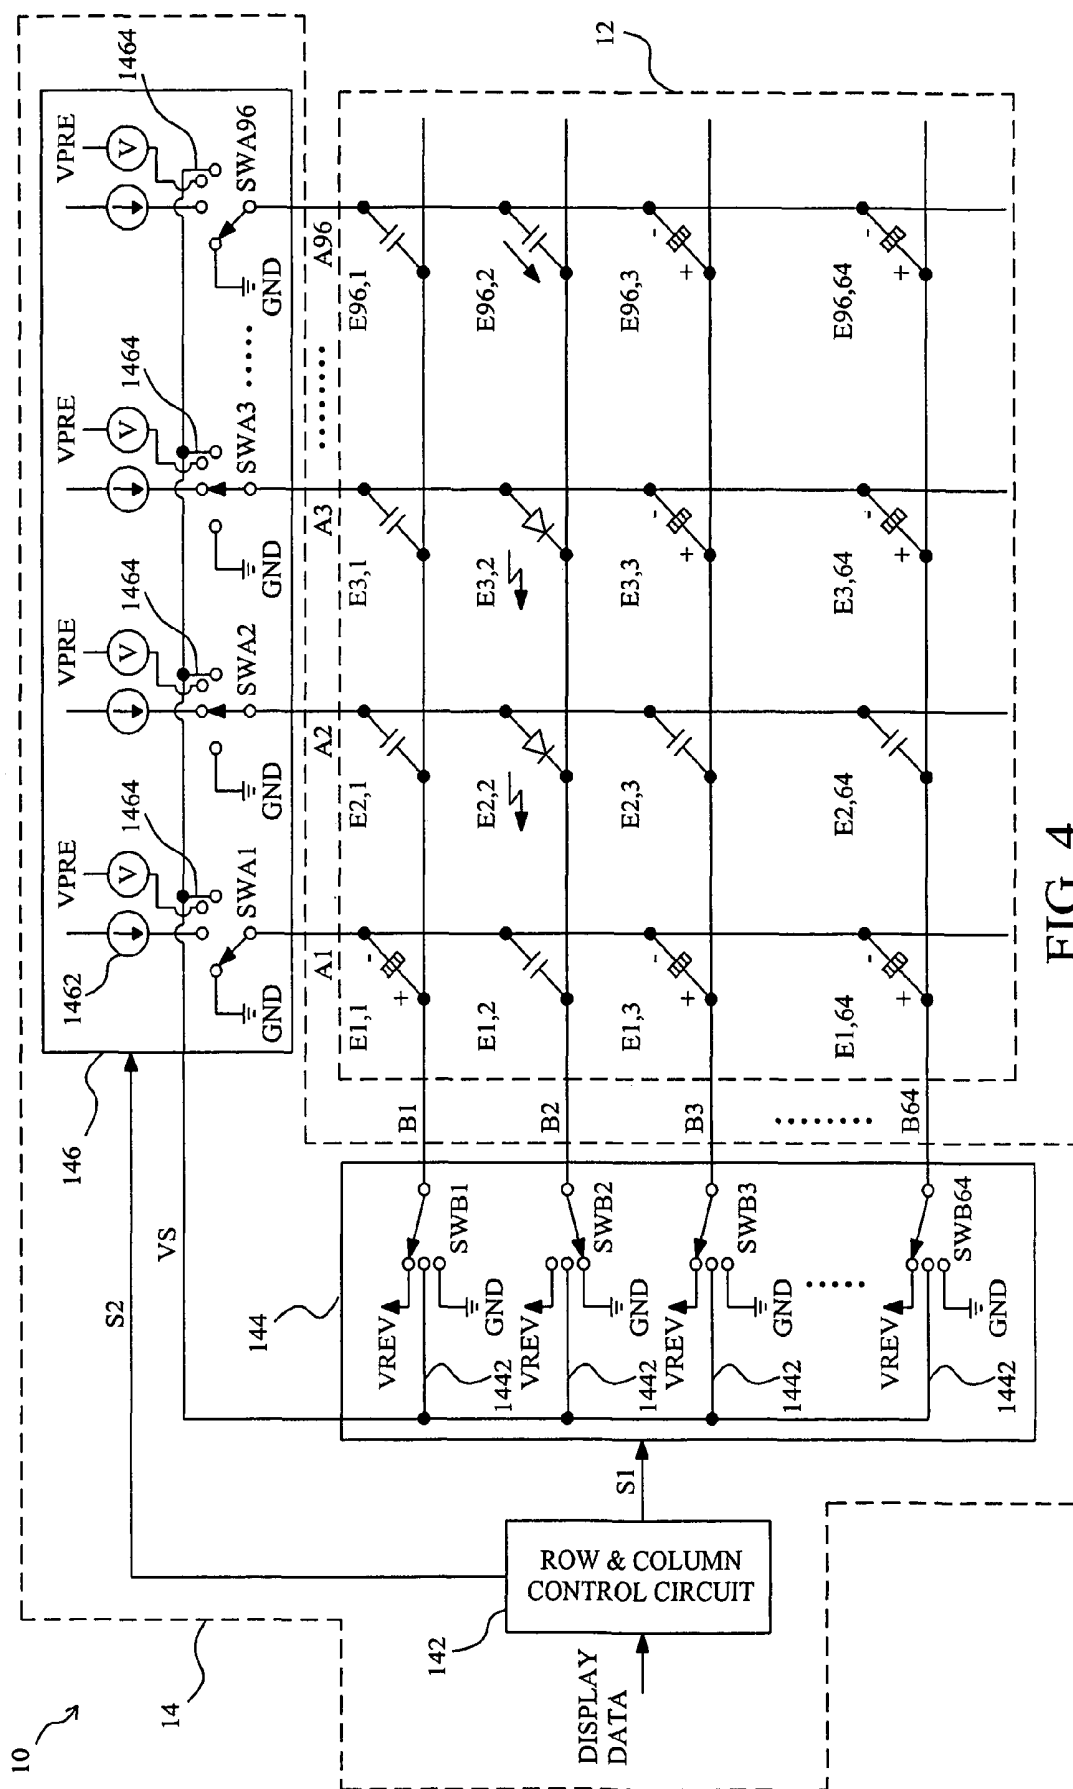 10
14
DISPLAY
DATA
142
ROW & COLUMN
CONTROL CIRCUIT
S1
S2
VS
144
VREV
1442
GND
SWB1
B1
VREV
1442
GND
SWB2
B2
VREV
1442
GND
SWB3
B3
VREV
1442
GND
SWB64
B64
146
1462
VPRE
V
1464
GND
SWA1
A1
VPRE
V
1464
GND
SWA2
A2
VPRE
V
1464
GND
SWA3
A3
VPRE
V
1464
GND
SWA96
A96
12
E1,1
+ -
E2,1
E3,1
E96,1
E1,2
E2,2
E3,2
E96,2
E1,3
+ -
E2,3
E3,3
+ -
E96,3
+ -
E1,64
+ -
E2,64
E3,64
+ -
E96,64
+ -
FIG. 4